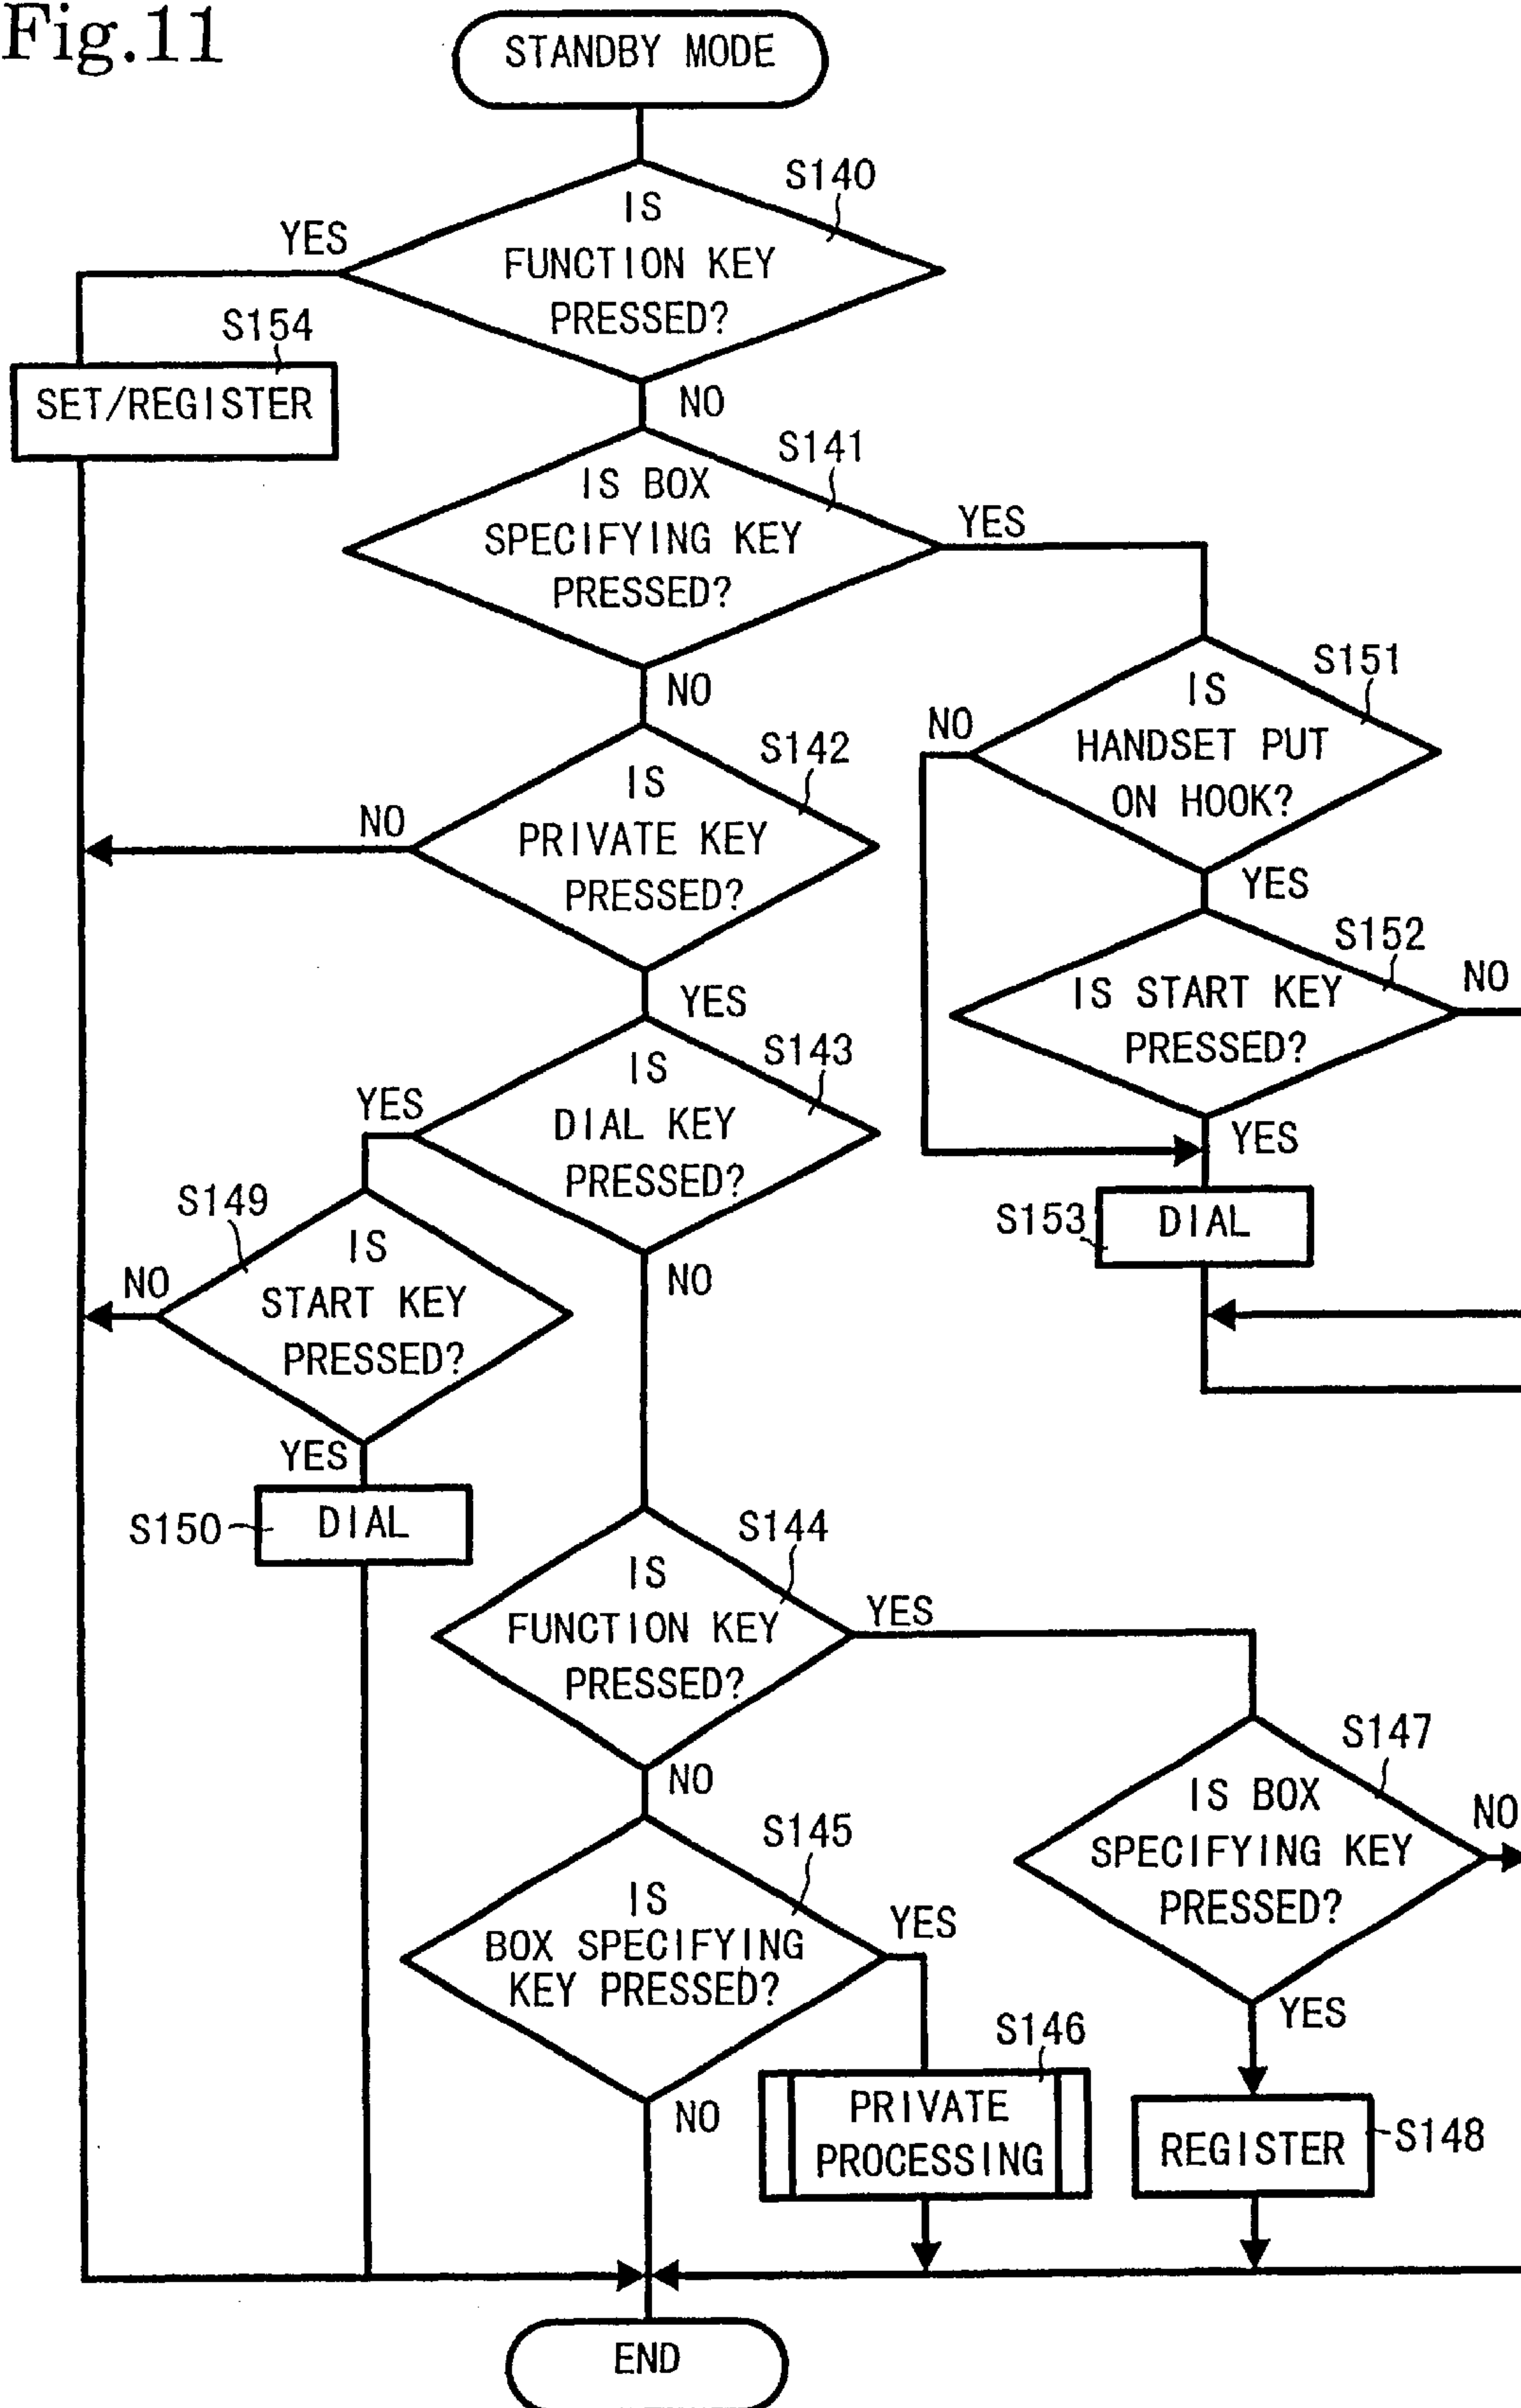 Fig.11
STANDBY MODE
S140
IS
FUNCTION KEY
PRESSED?
YES
NO
S154
SET/REGISTER
S141
IS BOX
SPECIFYING KEY
PRESSED?
YES
NO
S151
IS
HANDSET PUT
ON HOOK?
NO
YES
S142
IS
PRIVATE KEY
PRESSED?
NO
YES
S152
IS START KEY
PRESSED?
NO
YES
S143
IS
DIAL KEY
PRESSED?
YES
NO
S153
DIAL
S149
IS
START KEY
PRESSED?
NO
YES
S150
DIAL
S144
IS
FUNCTION KEY
PRESSED?
YES
NO
S147
IS BOX
SPECIFYING KEY
PRESSED?
NO
YES
S145
IS
BOX SPECIFYING
KEY PRESSED?
YES
NO
S146
PRIVATE
PROCESSING
REGISTER
S148
END